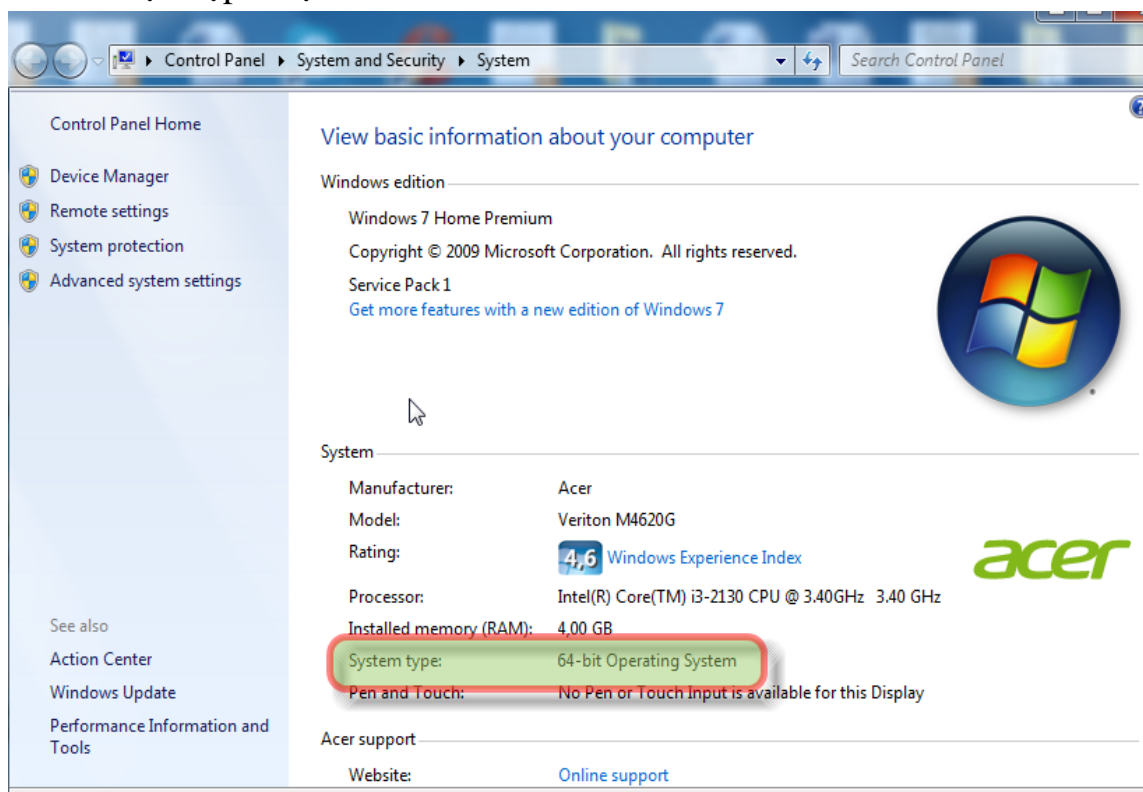 Control Panel ▸ System and Security ▸ System
Search Control Panel
Control Panel Home
Device Manager
Remote settings
System protection
Advanced system settings
See also
Action Center
Windows Update
Performance Information and
Tools
View basic information about your computer
Windows edition
Windows 7 Home Premium
Copyright © 2009 Microsoft Corporation. All rights reserved.
Service Pack 1
Get more features with a new edition of Windows 7
System
Manufacturer: Acer
Model: Veriton M4620G
Rating: 4,6 Windows Experience Index
acer
Processor: Intel(R) Core(TM) i3-2130 CPU @ 3.40GHz 3.40 GHz
Installed memory (RAM): 4,00 GB
System type: 64-bit Operating System
Pen and Touch: No Pen or Touch Input is available for this Display
Acer support
Website: Online support